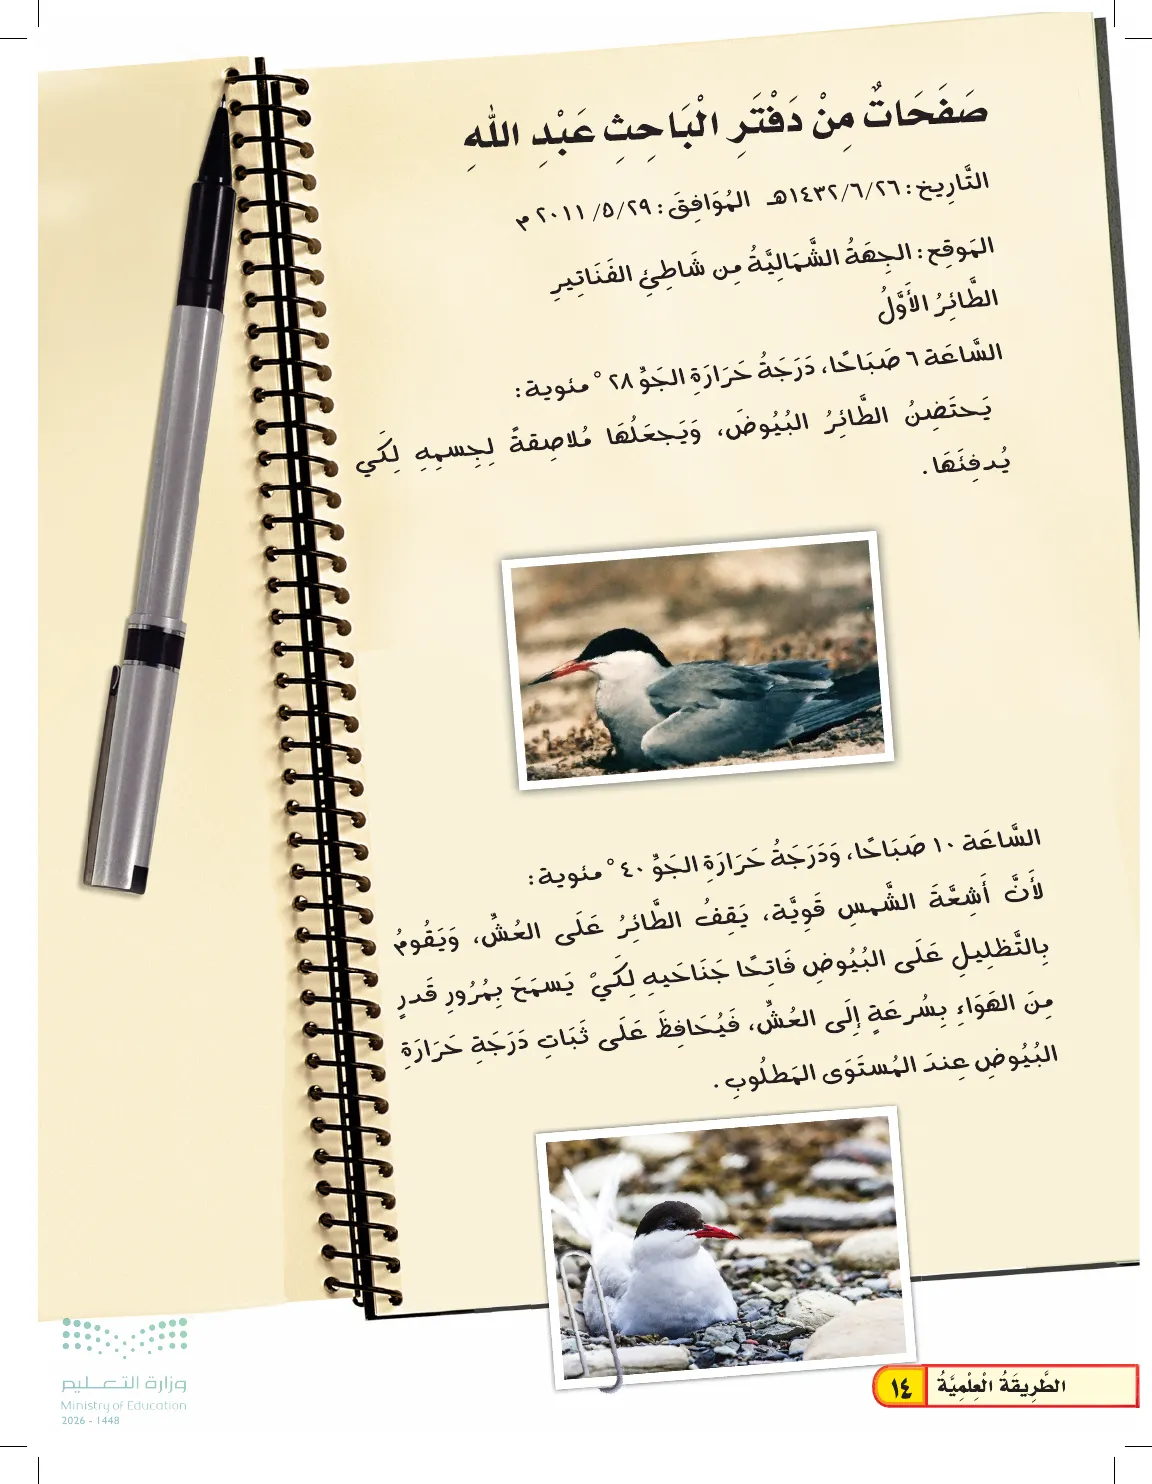 صَفَحَاتٌ مِنْ دَفْتَرِ الْبَاحِثِ عَبْدِ اللهِ
التَّارِيخ: ١٤٣٢/٦/٢٦هـ المُوَافِقَ: ٢٠١١ /٥/٢٩ م
المَوقِع: الجِهَةُ الشَّمَالِيَّةُ مِن شَاطِئِ الفَنَاتِيرِ
الطَّائِرُ الأَوَّلُ
السَّاعَة ٦ صَبَاحًا، دَرَجَةُ حَرَارَةِ الجَوِّ ٢٨ ° مئوية:
يَحتَضِنُ الطَّائِرُ البُيُوضَ، وَيَجعَلُهَا مُلاصِقةً لِجِسمِهِ لِكَي
يُدفِئَهَا.
السَّاعَة ١٠ صَبَاحًا، وَدَرَجَةُ حَرَارَةِ الجَوِّ ٤٠ ° مئوية:
لأَنَّ أَشِعَّةَ الشَّمسِ قَوِيَّة، يَقِفُ الطَّائِرُ عَلَى العُشِّ، وَيَقُومُ
بِالتَّظلِيلِ عَلَى البُيُوضِ فَاتِحًا جَنَاحَيهِ لِكَيْ يَسمَحَ بِمُرُورِ قَدرٍ
مِنَ الهَوَاءِ بِسُرعَةٍ إِلَى العُشِّ، فَيُحَافِظَ عَلَى ثَبَاتِ دَرَجَةِ حَرَارَةِ
البُيُوضِ عِندَ المُستَوَى المَطلُوبِ.
الطَّرِيقَةُ الْعِلْمِيَّةُ ١٤
وزارة التعليم
Ministry of Education
2026 - 1448